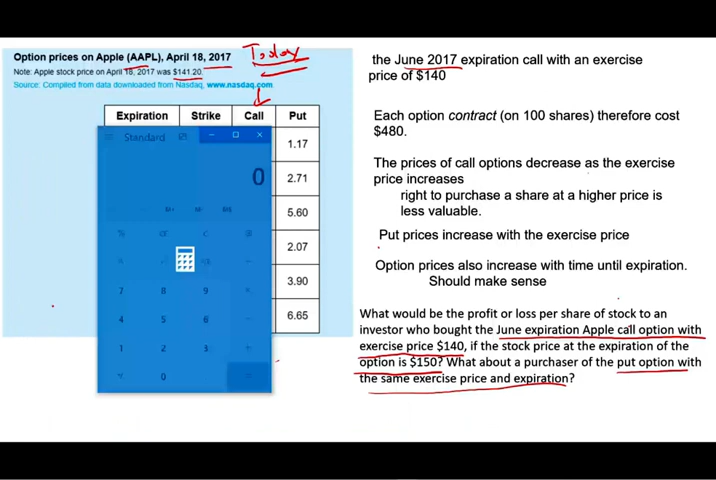 Option prices on Apple (AAPL), April 18, 2017
Today
Note: Apple stock price on April 18, 2017 was $141.20.
Source: Compiled from data downloaded from Nasdaq, www.nasdaq.com
Expiration Strike Call Put
Standard
0
1.17
2.71
5.60
2.07
3.90
6.65
7 8 9
4 5 6
1 2 3
0
the June 2017 expiration call with an exercise
price of $140
Each option contract (on 100 shares) therefore cost
$480.
The prices of call options decrease as the exercise
price increases
right to purchase a share at a higher price is
less valuable.
Put prices increase with the exercise price
Option prices also increase with time until expiration.
Should make sense
What would be the profit or loss per share of stock to an
investor who bought the June expiration Apple call option with
exercise price $140, if the stock price at the expiration of the
option is $150? What about a purchaser of the put option with
the same exercise price and expiration?